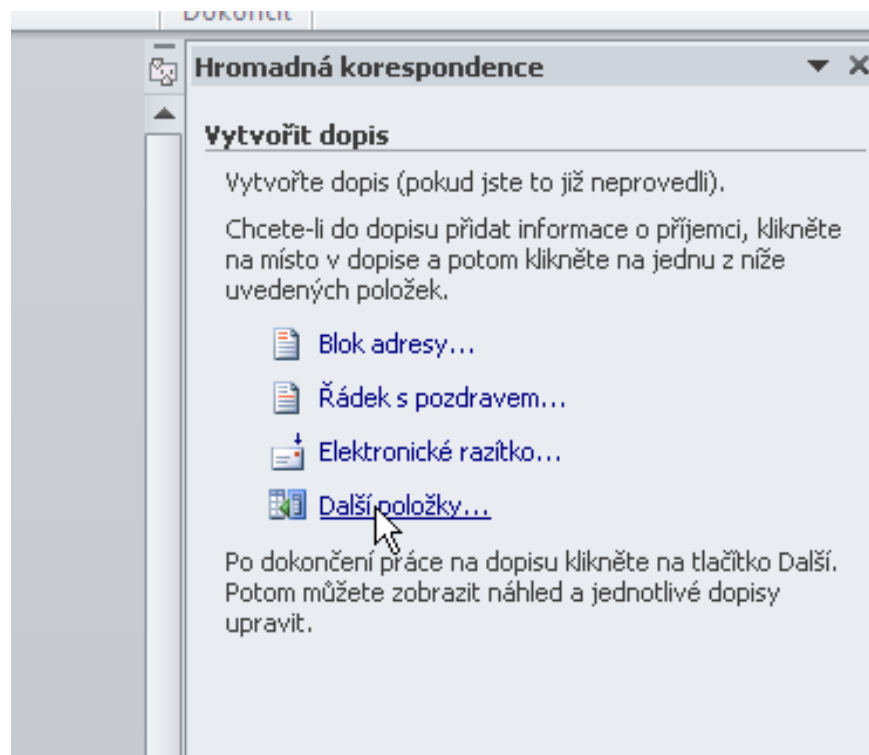 Dokončit
Hromadná korespondence
Vytvořit dopis
Vytvořte dopis (pokud jste to již neprovedli).
Chcete-li do dopisu přidat informace o příjemci, klikněte
na místo v dopise a potom klikněte na jednu z níže
uvedených položek.
Blok adresy...
Řádek s pozdravem...
Elektronické razítko...
Další položky...
Po dokončení práce na dopisu klikněte na tlačítko Další.
Potom můžete zobrazit náhled a jednotlivé dopisy
upravit.